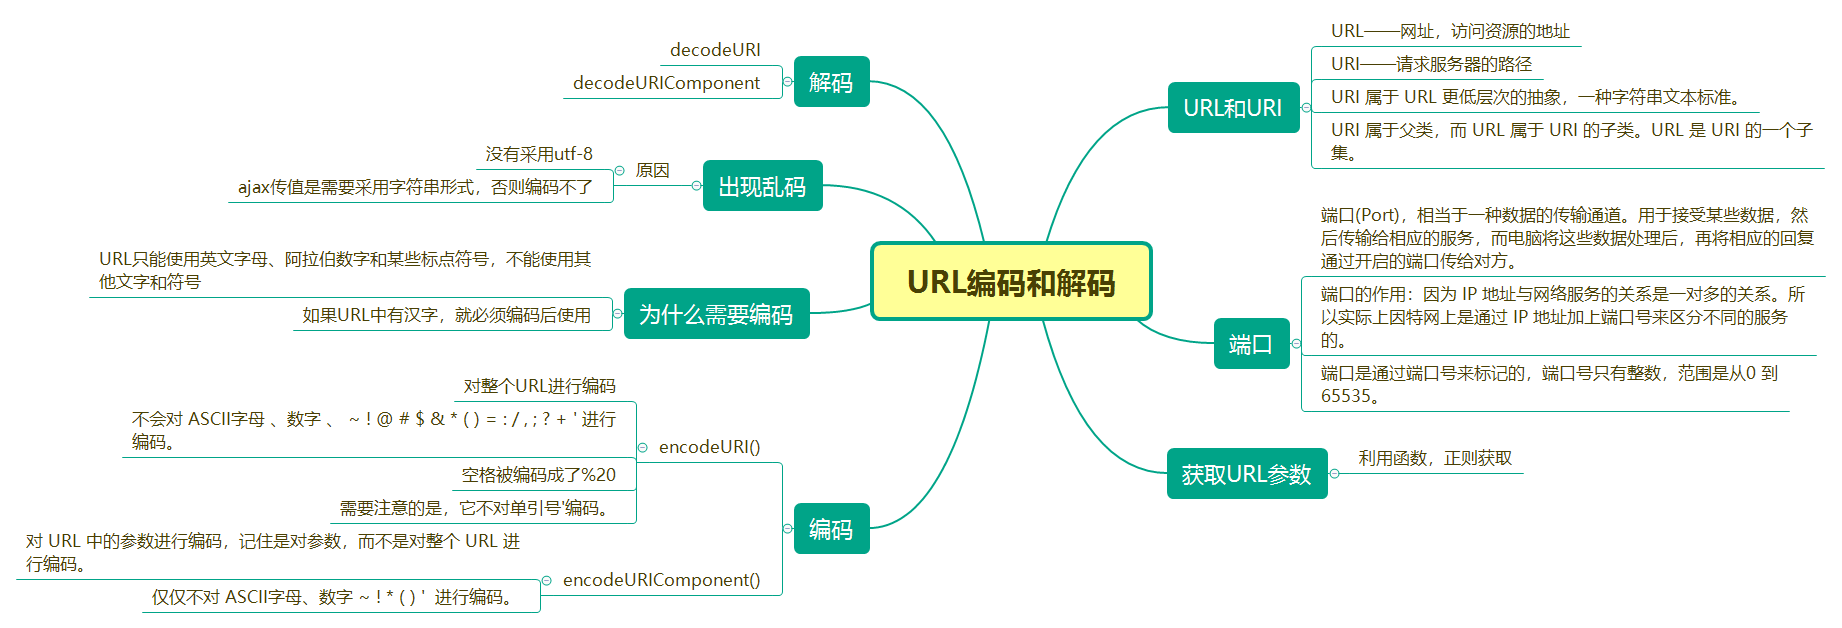 URL编码和解码
URL和URI
URL——网址，访问资源的地址
URI——请求服务器的路径
URI 属于 URL 更低层次的抽象，一种字符串文本标准。
URI 属于父类，而 URL 属于 URI 的子类。URL 是 URI 的一个子
集。
端口
端口(Port)，相当于一种数据的传输通道。用于接受某些数据，然
后传输给相应的服务，而电脑将这些数据处理后，再将相应的回复
通过开启的端口传给对方。
端口的作用：因为 IP 地址与网络服务的关系是一对多的关系。所
以实际上因特网上是通过 IP 地址加上端口号来区分不同的服务
的。
端口是通过端口号来标记的，端口号只有整数，范围是从0 到
65535。
获取URL参数
利用函数，正则获取
解码
decodeURI
decodeURIComponent
出现乱码
原因
没有采用utf-8
ajax传值是需要采用字符串形式，否则编码不了
为什么需要编码
URL只能使用英文字母、阿拉伯数字和某些标点符号，不能使用其
他文字和符号
如果URL中有汉字，就必须编码后使用
编码
encodeURI()
对整个URL进行编码
不会对 ASCII字母 、数字 、 ~ ! @ # $ & * ( ) = : / , ; ? + ' 进行
编码。
空格被编码成了%20
需要注意的是，它不对单引号'编码。
encodeURIComponent()
对 URL 中的参数进行编码，记住是对参数，而不是对整个 URL 进
行编码。
仅仅不对 ASCII字母、数字 ~ ! * ( ) ' 进行编码。